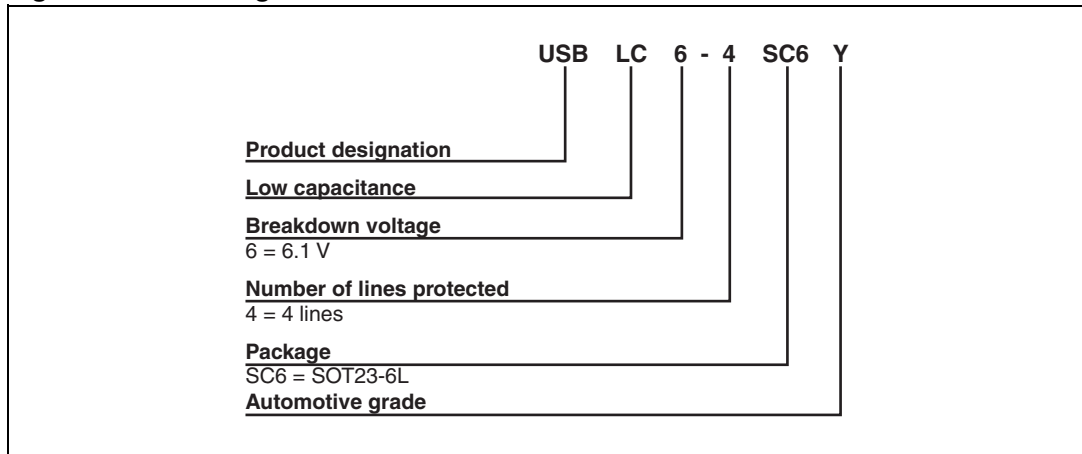 USB LC 6 - 4 SC6 Y
Product designation
Low capacitance
Breakdown voltage
6 = 6.1 V
Number of lines protected
4 = 4 lines
Package
SC6 = SOT23-6L
Automotive grade